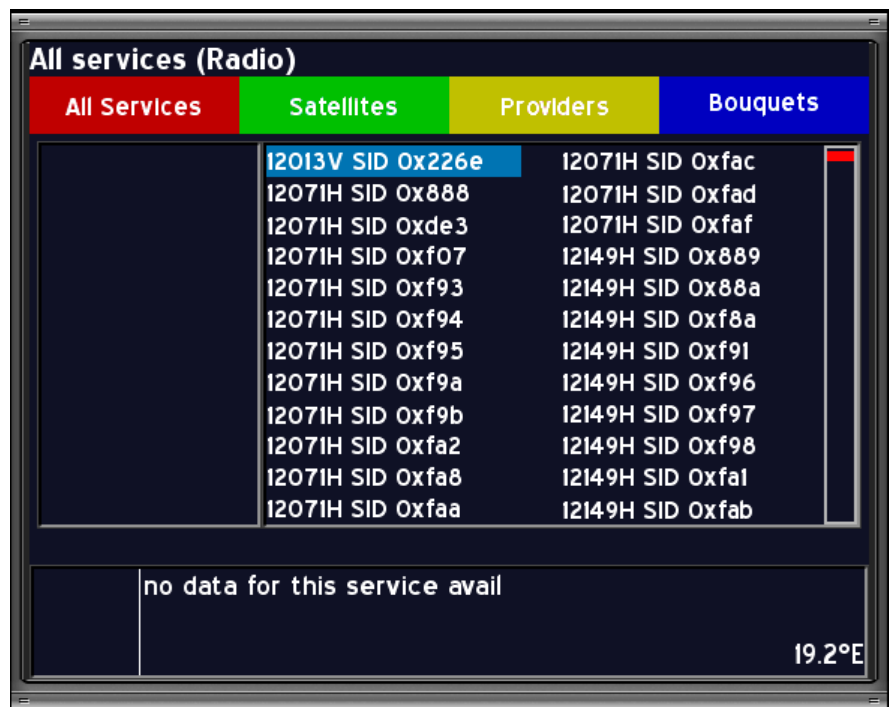 All services (Radio)
All Services Satellites Providers Bouquets
12013V SID 0x226e 12071H SID 0xfac
12071H SID 0x888 12071H SID 0xfad
12071H SID 0xde3 12071H SID 0xfaf
12071H SID 0xf07 12149H SID 0x889
12071H SID 0xf93 12149H SID 0x88a
12071H SID 0xf94 12149H SID 0xf8a
12071H SID 0xf95 12149H SID 0xf91
12071H SID 0xf9a 12149H SID 0xf96
12071H SID 0xf9b 12149H SID 0xf97
12071H SID 0xfa2 12149H SID 0xf98
12071H SID 0xfa8 12149H SID 0xfa1
12071H SID 0xfaa 12149H SID 0xfab
no data for this service avail
19.2°E